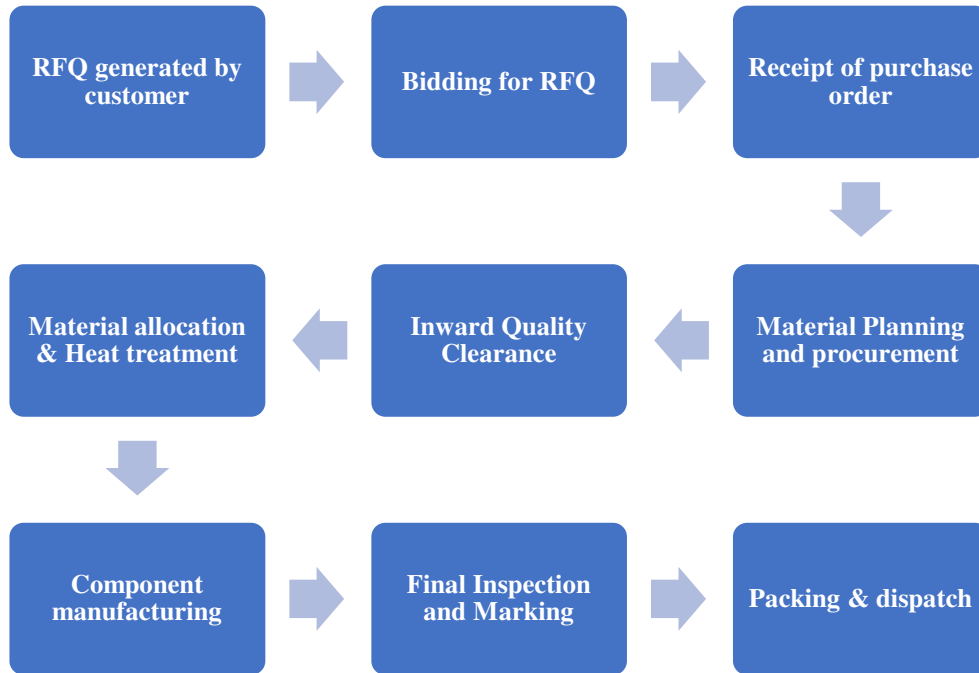 RFQ generated by
customer
Bidding for RFQ
Receipt of purchase
order
Material Planning
and procurement
Inward Quality
Clearance
Material allocation
& Heat treatment
Component
manufacturing
Final Inspection
and Marking
Packing & dispatch